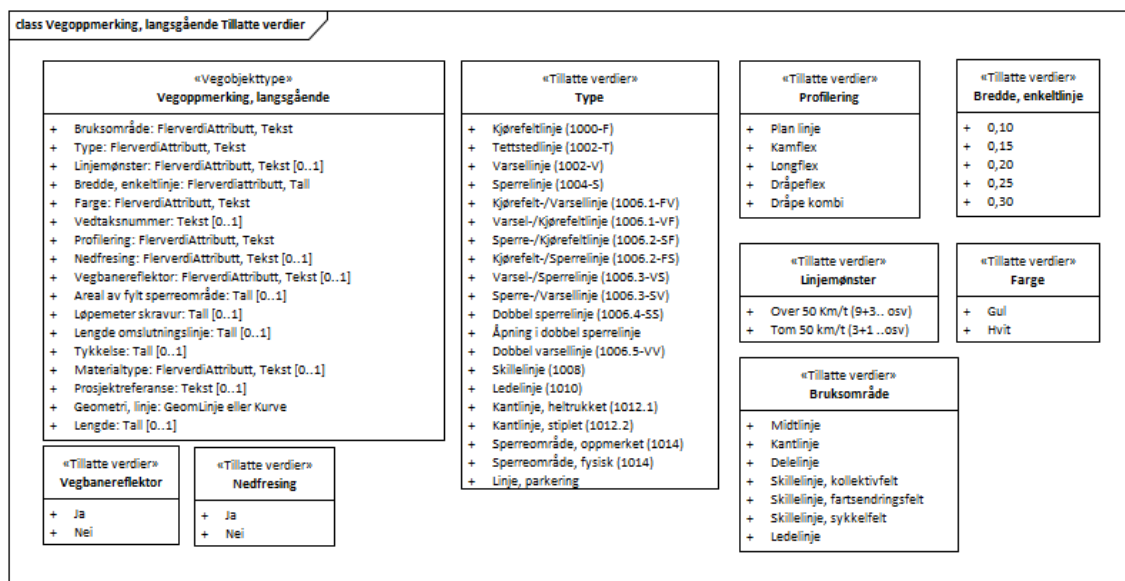 class Vegoppmerking, langsgående Tillatte verdier
«Vegobjekttype»
Vegoppmerking, langsgående
+ Bruksområde: FlerverdiAttributt, Tekst
+ Type: FlerverdiAttributt, Tekst
+ Linjemønster: FlerverdiAttributt, Tekst [0..1]
+ Bredde, enkeltlinje: Flerverdiattributt, Tall
+ Farge: FlerverdiAttributt, Tekst
+ Vedtaksnummer: Tekst [0..1]
+ Profilering: FlerverdiAttributt, Tekst
+ Nedfresing: FlerverdiAttributt, Tekst [0..1]
+ Vegbanereflektor: FlerverdiAttributt, Tekst [0..1]
+ Areal av fylt sperreområde: Tall [0..1]
+ Løpemeter skravur: Tall [0..1]
+ Lengde omslutningslinje: Tall [0..1]
+ Tykkelse: Tall [0..1]
+ Materialtype: FlerverdiAttributt, Tekst [0..1]
+ Prosjektreferanse: Tekst [0..1]
+ Geometri, linje: GeomLinje eller Kurve
+ Lengde: Tall [0..1]
«Tillatte verdier»
Type
+ Kjørefeltlinje (1000-F)
+ Tettstedlinje (1002-T)
+ Varsellinje (1002-V)
+ Sperrelinje (1004-S)
+ Kjørefelt-/Varsellinje (1006.1-FV)
+ Varsel-/Kjørefeltlinje (1006.1-VF)
+ Sperre-/Kjørefeltlinje (1006.2-SF)
+ Kjørefelt-/Sperrelinje (1006.2-FS)
+ Varsel-/Sperrelinje (1006.3-VS)
+ Sperre-/Varsellinje (1006.3-SV)
+ Dobbel sperrelinje (1006.4-SS)
+ Åpning i dobbel sperrelinje
+ Dobbel varsellinje (1006.5-VV)
+ Skillelinje (1008)
+ Ledelinje (1010)
+ Kantlinje, heltrukket (1012.1)
+ Kantlinje, stiplet (1012.2)
+ Sperreområde, oppmerket (1014)
+ Sperreområde, fysisk (1014)
+ Linje, parkering
«Tillatte verdier»
Profilering
+ Plan linje
+ Kamflex
+ Longflex
+ Dråpeflex
+ Dråpe kombi
«Tillatte verdier»
Bredde, enkeltlinje
+ 0,10
+ 0,15
+ 0,20
+ 0,25
+ 0,30
«Tillatte verdier»
Linjemønster
+ Over 50 Km/t (9+3.. osv)
+ Tom 50 km/t (3+1 ..osv)
«Tillatte verdier»
Farge
+ Gul
+ Hvit
«Tillatte verdier»
Bruksområde
+ Midtlinje
+ Kantlinje
+ Delelinje
+ Skillelinje, kollektivfelt
+ Skillelinje, fartsendringsfelt
+ Skillelinje, sykkelfelt
+ Ledelinje
«Tillatte verdier»
Vegbanereflektor
+ Ja
+ Nei
«Tillatte verdier»
Nedfresing
+ Ja
+ Nei